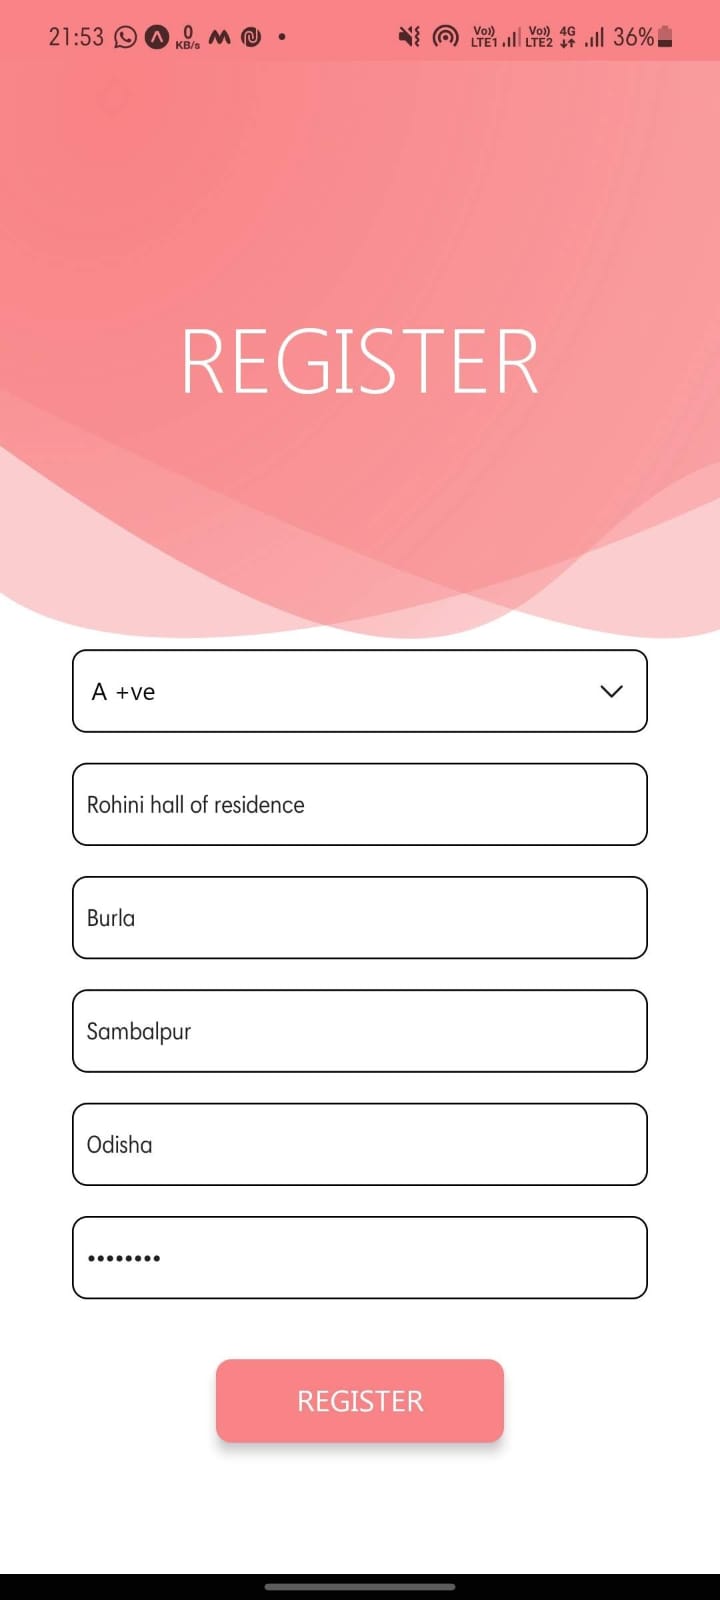 21:53 0 KB/s Vo)) LTE1 Vo)) LTE2 4G 36%
REGISTER
A +ve
Rohini hall of residence
Burla
Sambalpur
Odisha
••••••••
REGISTER